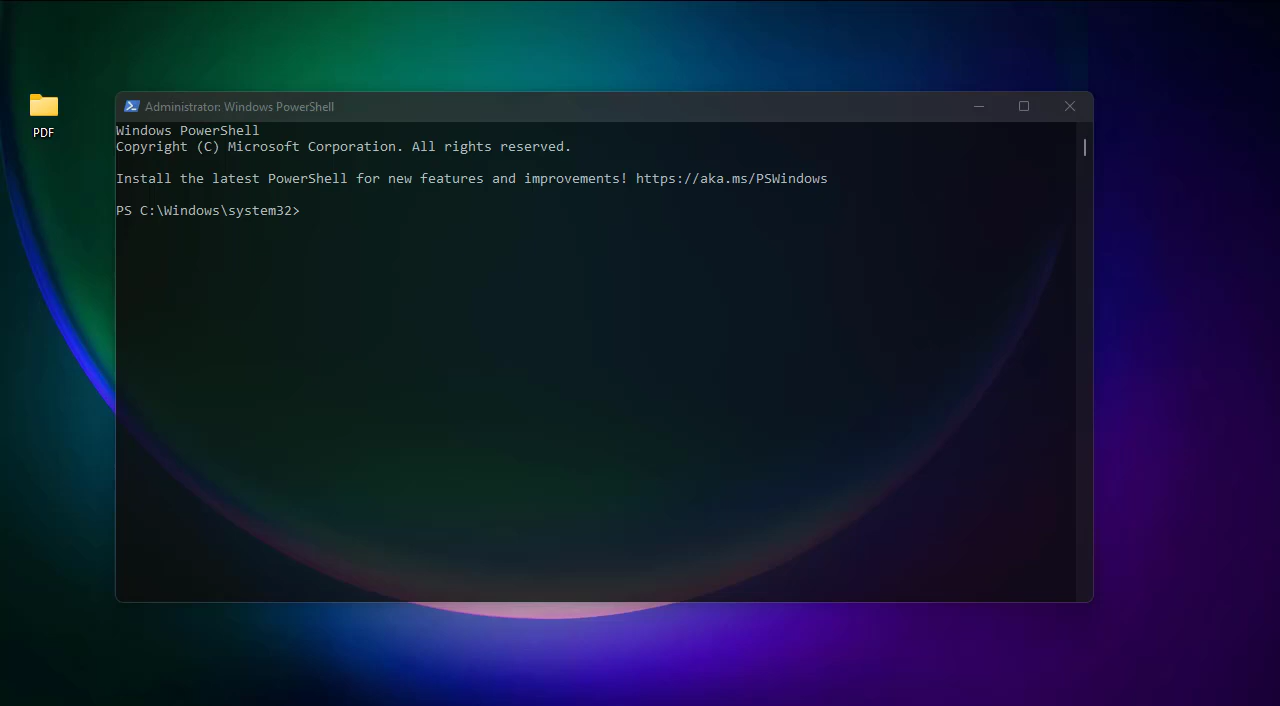 PDF
Administrator: Windows PowerShell
Windows PowerShell
Copyright (C) Microsoft Corporation. All rights reserved.
Install the latest PowerShell for new features and improvements! https://aka.ms/PSWindows
PS C:\Windows\system32>